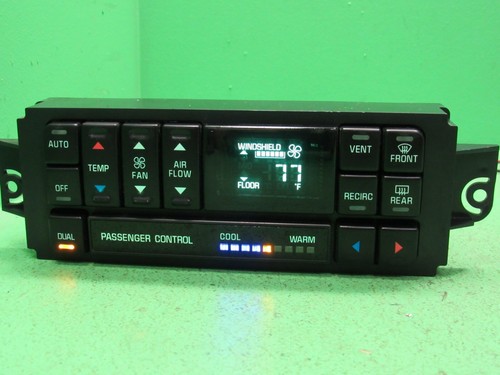 AUTO
TEMP
FAN
AIR
FLOW
WINDSHIELD
77
°F
FLOOR
VENT
FRONT
OFF
RECIRC
REAR
DUAL
PASSENGER CONTROL
COOL
WARM